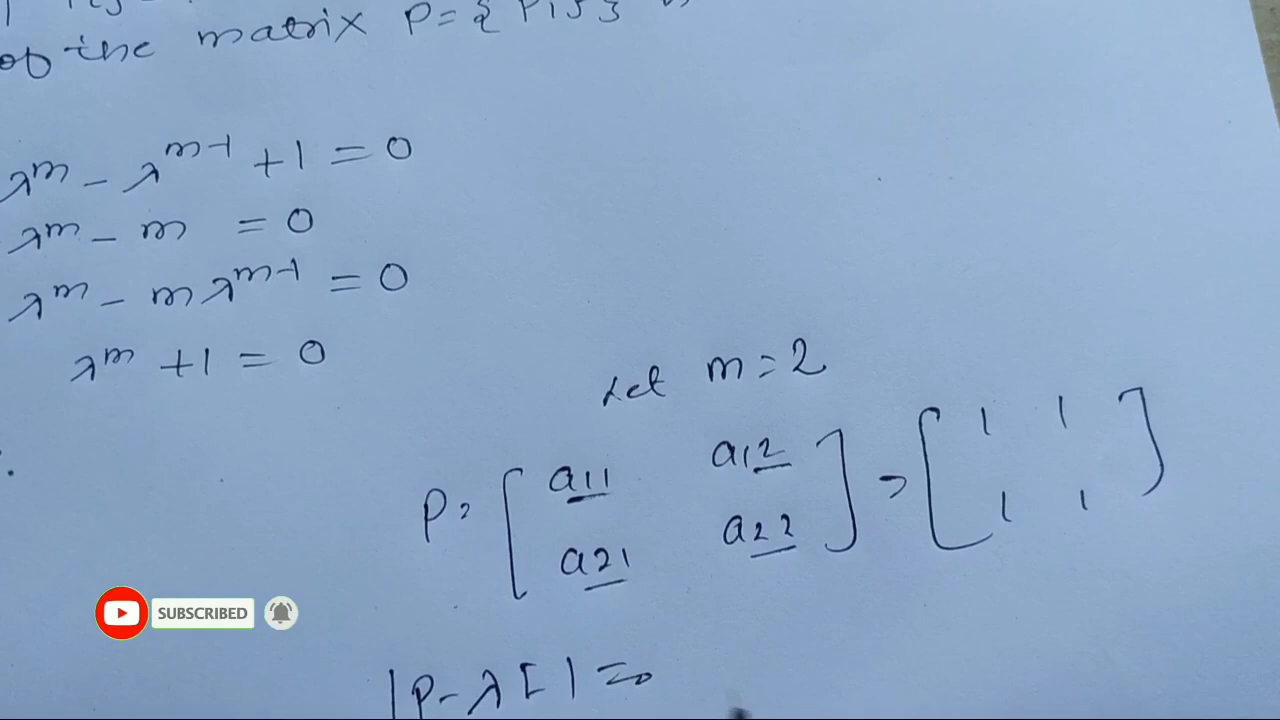 of the matrix P = {Pij}
λ^m - λ^{m-1} + 1 = 0
λ^m - m = 0
λ^m - m λ^{m-1} = 0
λ^m + 1 = 0
Let m = 2
P = [ a11 a12 ] = [ 1 1 ]
[ a21 a22 ] [ 1 1 ]
SUBSCRIBED
|P - λI| = 0